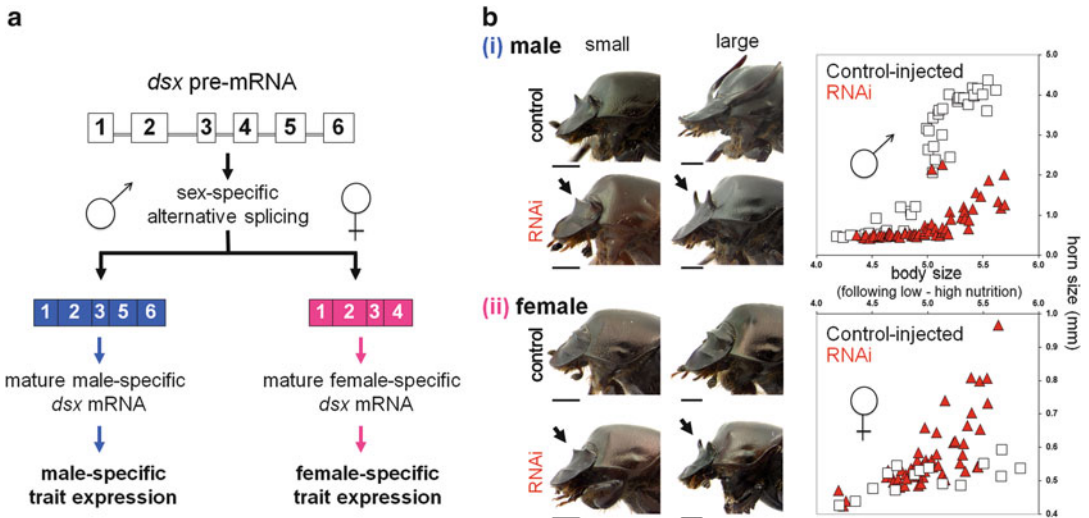 a
dsx pre-mRNA
1 2 3 4 5 6
sex-specific
alternative splicing
1 2 3 5 6
1 2 3 4
mature male-specific
dsx mRNA
mature female-specific
dsx mRNA
male-specific
trait expression
female-specific
trait expression
b
(i) male
small
large
control
RNAi
Control-injected
RNAi
5.0
4.0
3.0
2.0
1.0
0.0
4.0 4.5 5.0 5.5 6.0
body size
(following low - high nutrition)
horn size (mm)
(ii) female
control
RNAi
4.0 4.5 5.0 5.5 6.0
Control-injected
RNAi
1.0
0.9
0.8
0.7
0.6
0.5
0.4